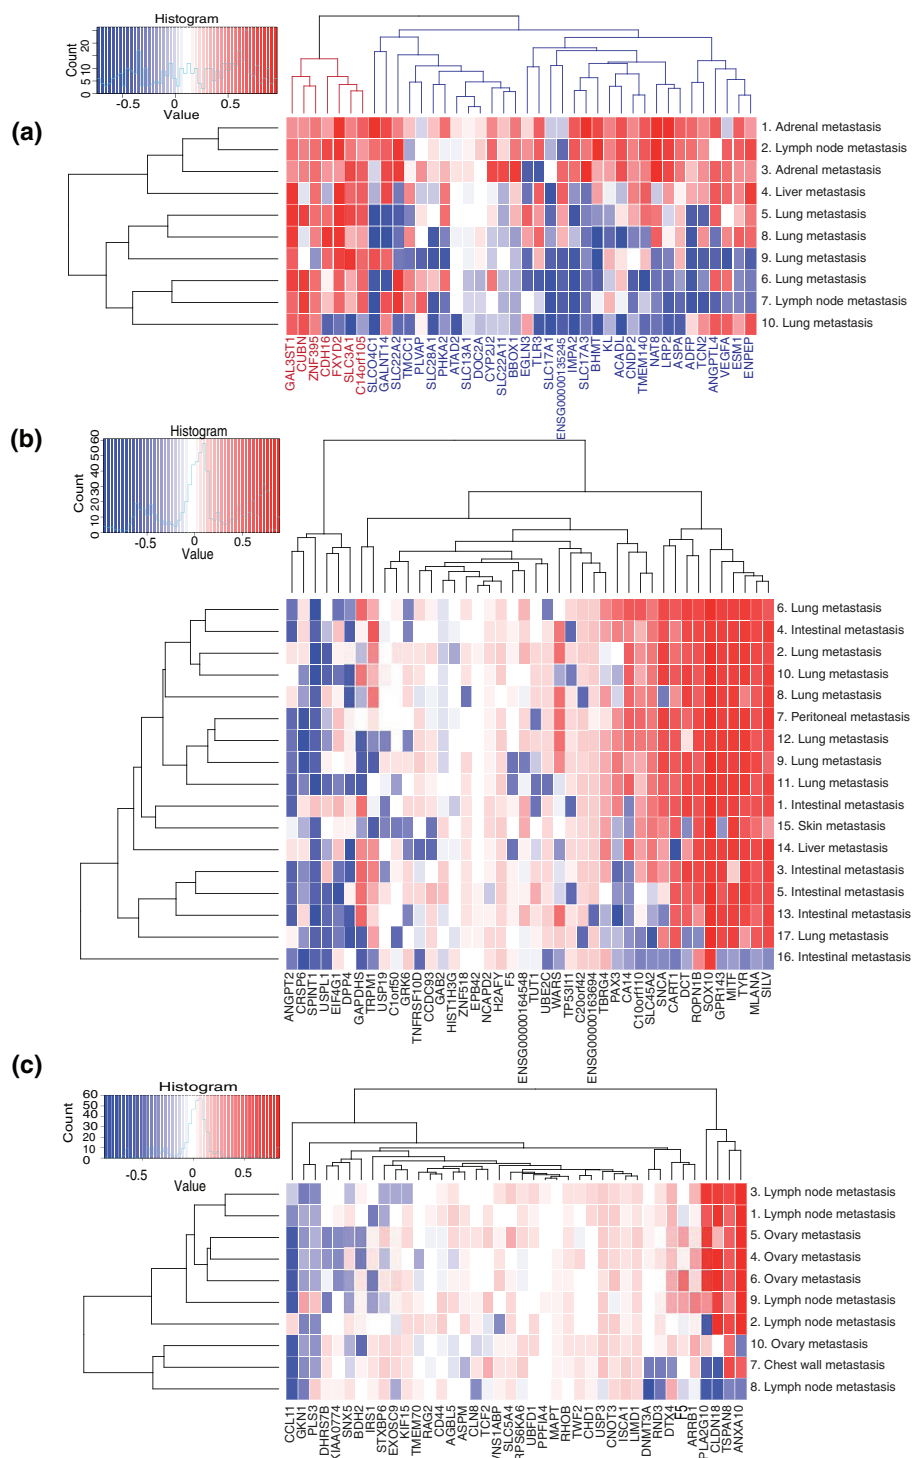 Histogram
Count
0 5 10 20
-0.5 0 0.5
Value
(a)
1. Adrenal metastasis
2. Lymph node metastasis
3. Adrenal metastasis
4. Liver metastasis
5. Lung metastasis
8. Lung metastasis
9. Lung metastasis
6. Lung metastasis
7. Lymph node metastasis
10. Lung metastasis
GAL3ST1
CUBN
ZNF395
CDH16
FXYD2
SLC3A1
C14orf105
SLCO4C1
GALNT14
SLC22A2
TMCC1
PLVAP
SLC28A1
PHKA2
ATAD2
SLC13A1
DOC2A
CYP2J2
SLC22A11
BBOX1
EGLN3
TLR3
SLC17A1
ENSG00000135245
IMPA2
SLC17A3
BHMT
KL
ACADL
CNDP2
TMEM140
NAT8
LRP2
ASPA
ADFP
TCN2
ANGPTL4
VEGFA
ESM1
ENPEP
(b)
Histogram
Count
0 10 20 30 40 50 60
-0.5 0 0.5
Value
6. Lung metastasis
4. Intestinal metastasis
2. Lung metastasis
10. Lung metastasis
8. Lung metastasis
7. Peritoneal metastasis
12. Lung metastasis
9. Lung metastasis
11. Lung metastasis
1. Intestinal metastasis
15. Skin metastasis
14. Liver metastasis
3. Intestinal metastasis
5. Intestinal metastasis
13. Intestinal metastasis
17. Lung metastasis
16. Intestinal metastasis
ANGPT2
CRSP6
SPINT1
USPL1
EIF4G1
DPP4
GAPDHS
TRPM1
USP19
C1orf50
GRK6
TNFRSF10D
CCDC93
GAB2
HIST1H3G
ZNF518
EPB42
NCAPD2
H2AFY
F5
ENSG00000164548
TUT1
UBE2C
WARS
TP53I11
C20orf42
ENSG00000163694
TBRG4
PAX3
CA14
C10orf110
SLC45A2
SNCA
CART1
DCT
ROPN1B
SOX10
GPR143
MITF
TYR
MLANA
SILV
(c)
Histogram
Count
0 10 20 30 40 50 60
-0.5 0 0.5
Value
3. Lymph node metastasis
1. Lymph node metastasis
5. Ovary metastasis
4. Ovary metastasis
6. Ovary metastasis
9. Lymph node metastasis
2. Lymph node metastasis
10. Ovary metastasis
7. Chest wall metastasis
8. Lymph node metastasis
CCL11
GKN1
PLS3
DHRS7B
KIAA0774
SNX5
BDH2
IRS1
STXBP6
EXOSC9
KIF15
TMEM70
RAG2
CD44
AGBL5
ASPM
CLN8
TCF2
VNS1ABP
SLC5A4
RPS6KA6
UBFD1
PPFIA4
MAPT
RHOB
TWF2
CHD1
USP3
CNOT3
ISCA1
LIMD1
DNMT3A
RND3
DTX4
F5
ARRB1
PLA2G10
CLDN18
TSPAN8
ANXA10